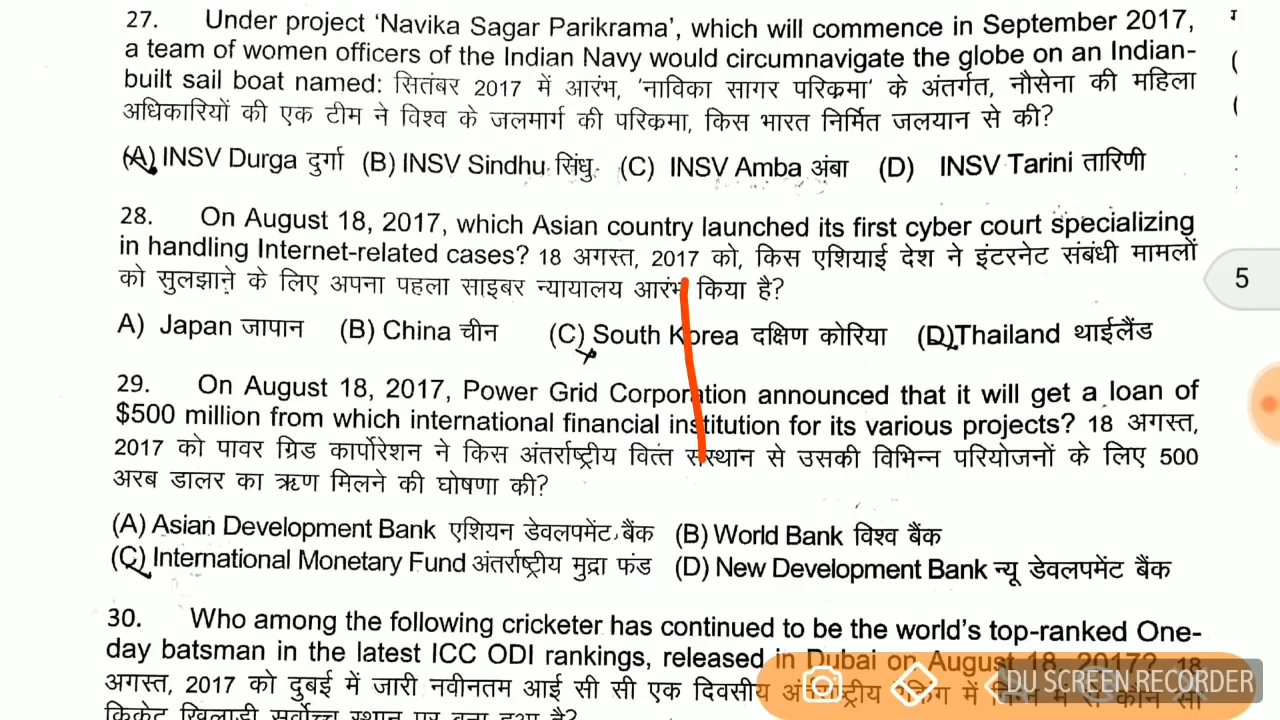 27. Under project 'Navika Sagar Parikrama', which will commence in September 2017,
a team of women officers of the Indian Navy would circumnavigate the globe on an Indian-
built sail boat named: सितंबर 2017 में आरंभ, 'नाविका सागर परिक्रमा' के अंतर्गत, नौसेना की महिला
अधिकारियों की एक टीम ने विश्व के जलमार्ग की परिक्रमा, किस भारत निर्मित जलयान से की?
(A) INSV Durga दुर्गा (B) INSV Sindhu सिंधु (C) INSV Amba अंबा (D) INSV Tarini तारिणी
28. On August 18, 2017, which Asian country launched its first cyber court specializing
in handling Internet-related cases? 18 अगस्त, 2017 को, किस एशियाई देश ने इंटरनेट संबंधी मामलों
को सुलझाने के लिए अपना पहला साइबर न्यायालय आरंभ किया है?
A) Japan जापान (B) China चीन (C) South Korea दक्षिण कोरिया (D) Thailand थाईलैंड
29. On August 18, 2017, Power Grid Corporation announced that it will get a loan of
$500 million from which international financial institution for its various projects? 18 अगस्त,
2017 को पावर ग्रिड कार्पोरेशन ने किस अंतर्राष्ट्रीय वित्त संस्थान से उसकी विभिन्न परियोजनों के लिए 500
अरब डालर का ऋण मिलने की घोषणा की?
(A) Asian Development Bank एशियन डेवलपमेंट बैंक (B) World Bank विश्व बैंक
(C) International Monetary Fund अंतर्राष्ट्रीय मुद्रा फंड (D) New Development Bank न्यू डेवलपमेंट बैंक
30. Who among the following cricketer has continued to be the world's top-ranked One-
day batsman in the latest ICC ODI rankings, released in Dubai on August 18, 2017? 18
अगस्त, 2017 को दुबई में जारी नवीनतम आई सी सी एक दिवसीय
5
DU SCREEN RECORDER